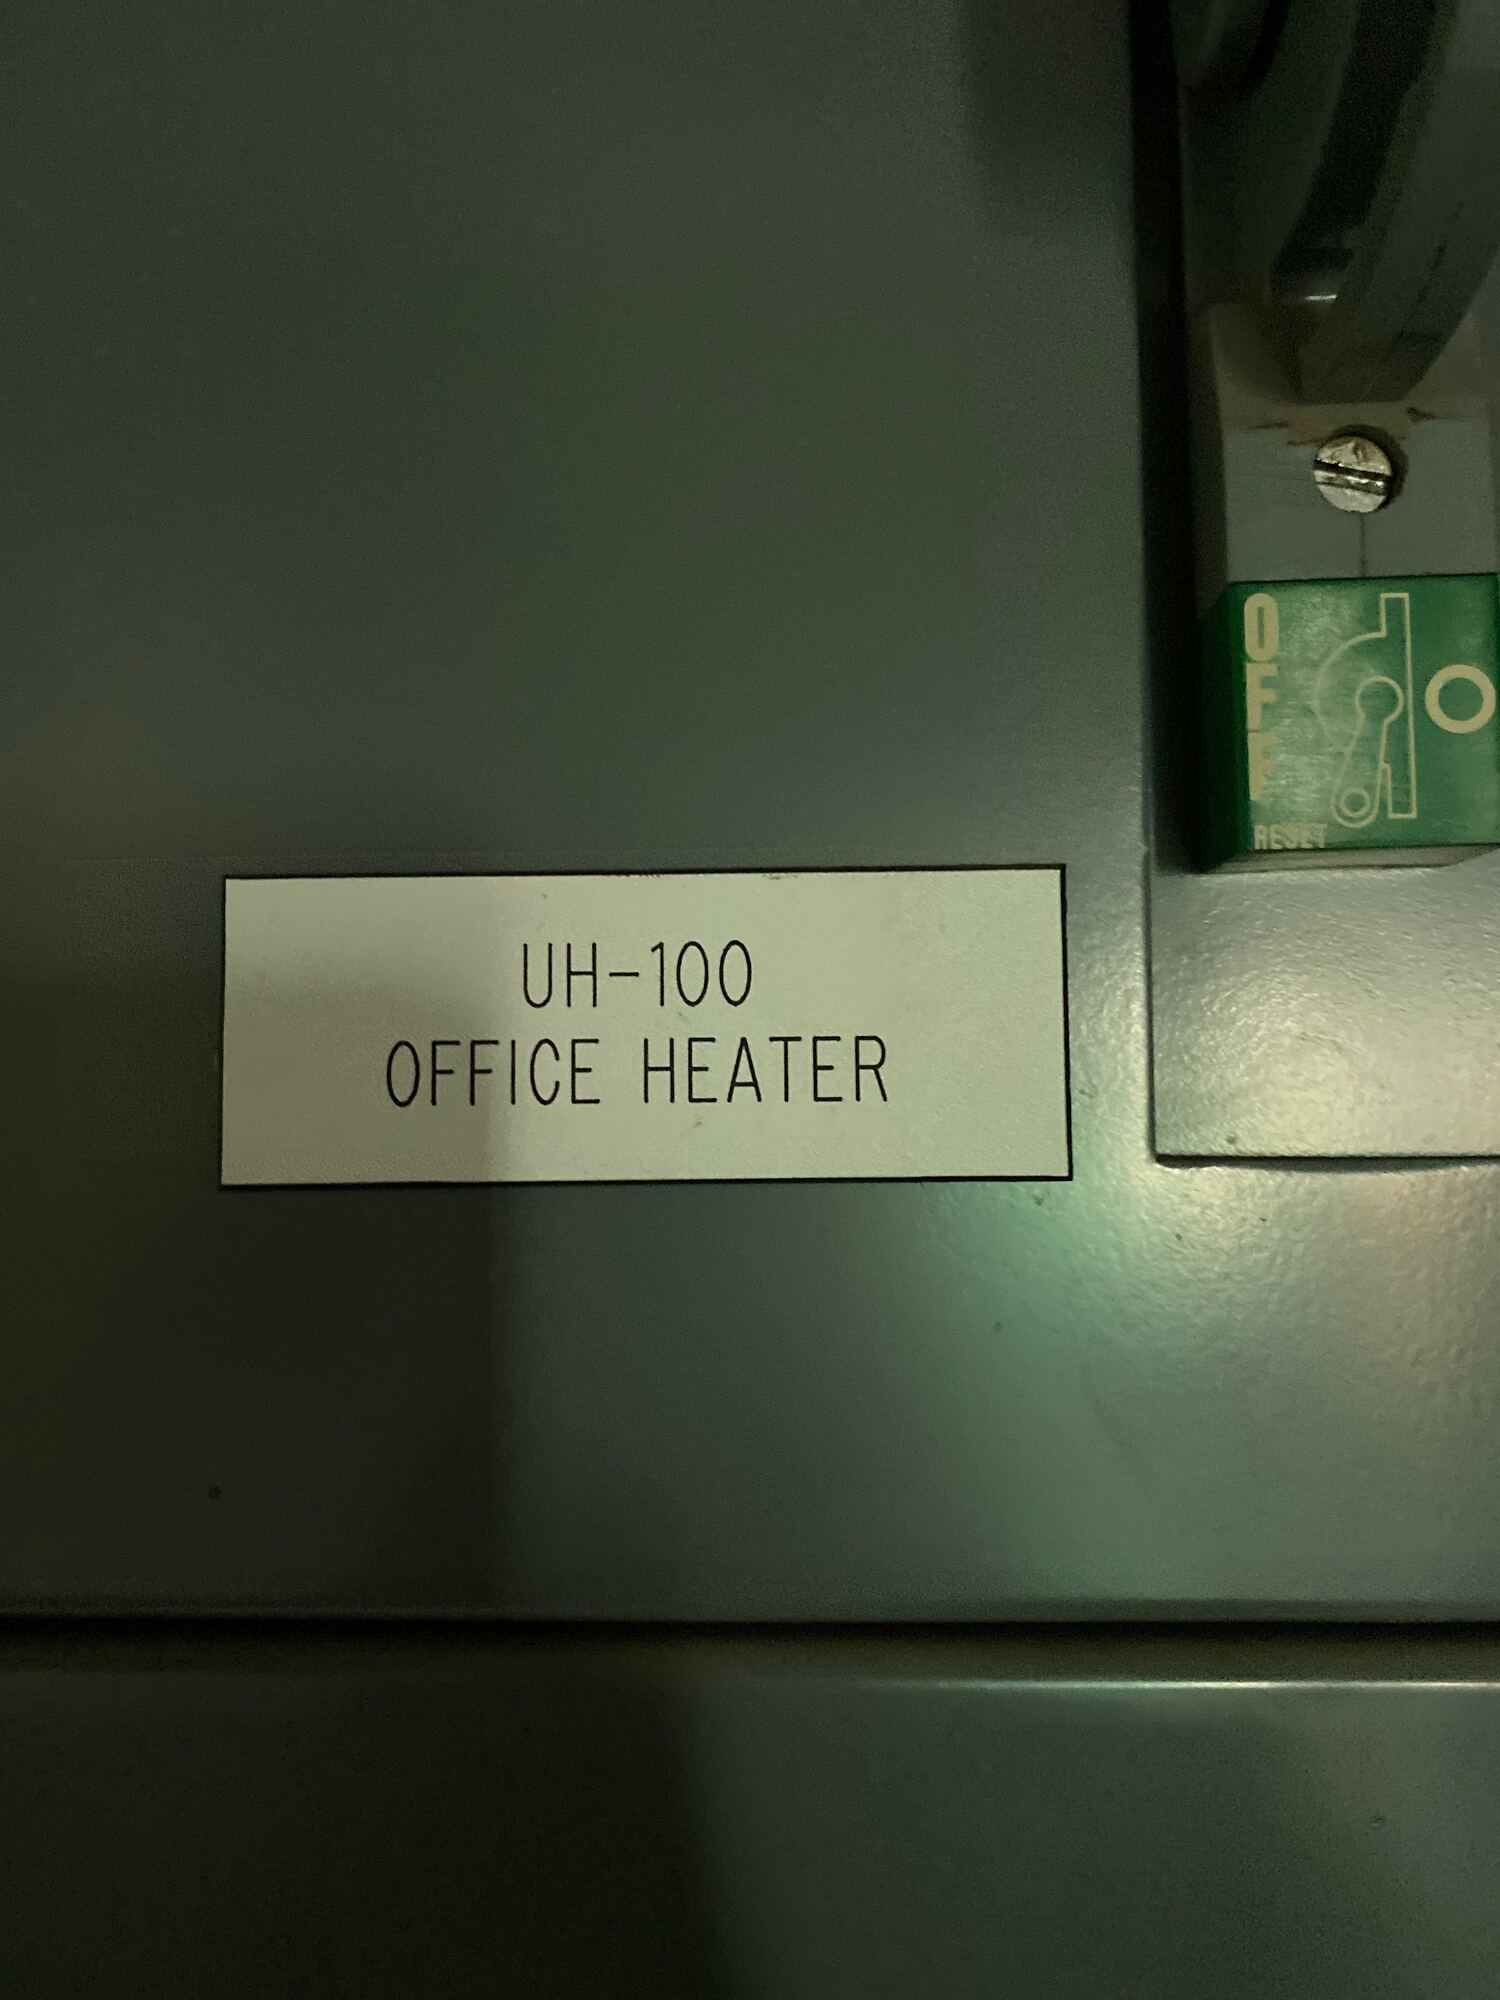 UH-100
OFFICE HEATER
OFF
RESET
O